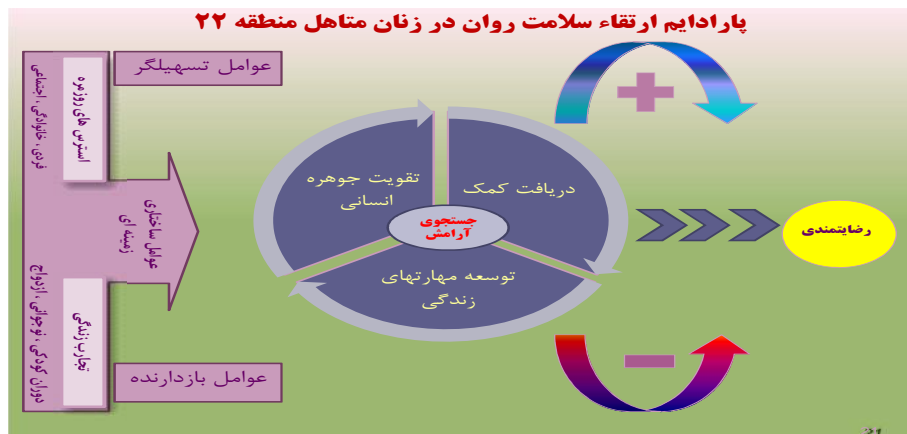 پارادایم ارتقاء سلامت روان در زنان متاهل منطقه ۲۲
عوامل تسهیلگر
استرس های روزمره
فردی ، خانوادگی ، اجتماعی
عوامل ساختاری
زمینه ای
تجارب زندگی
دوران کودکی ، نوجوانی ، ازدواج
عوامل بازدارنده
دریافت کمک
تقویت جوهره
انسانی
جستجوی
آرامش
توسعه مهارتهای
زندگی
رضایتمندی
21